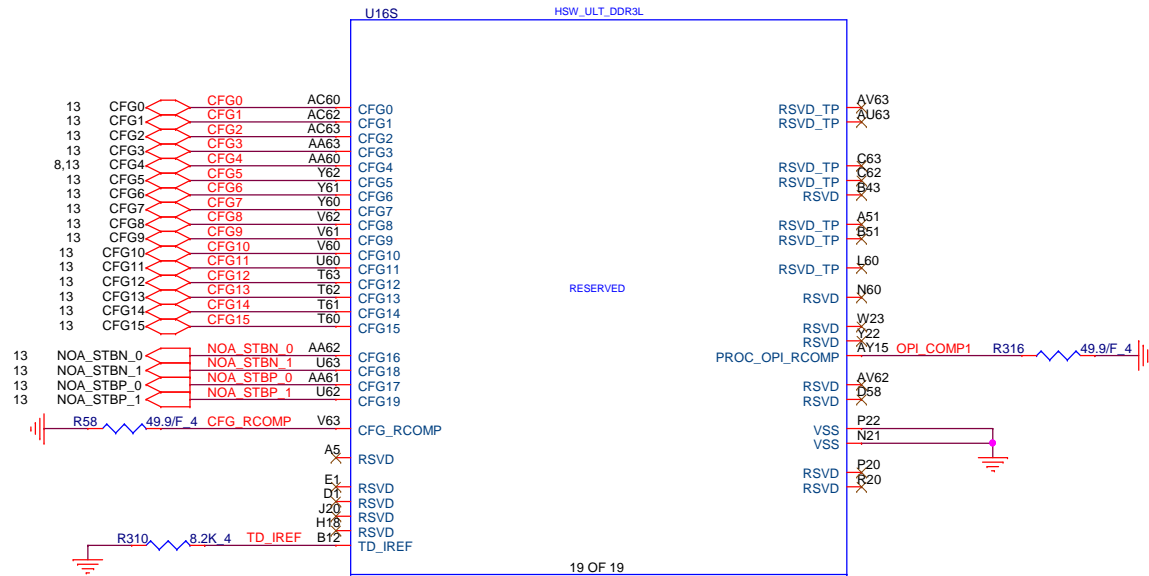 U16S
HSW_ULT_DDR3L
13 CFG0 CFG0 AC60 CFG0
13 CFG1 CFG1 AC62 CFG1
13 CFG2 CFG2 AC63 CFG2
13 CFG3 CFG3 AA63 CFG3
8,13 CFG4 CFG4 AA60 CFG4
13 CFG5 CFG5 Y62 CFG5
13 CFG6 CFG6 Y61 CFG6
13 CFG7 CFG7 Y60 CFG7
13 CFG8 CFG8 V62 CFG8
13 CFG9 CFG9 V61 CFG9
13 CFG10 CFG10 V60 CFG10
13 CFG11 CFG11 U60 CFG11
13 CFG12 CFG12 T63 CFG12
13 CFG13 CFG13 T62 CFG13
13 CFG14 CFG14 T61 CFG14
13 CFG15 CFG15 T60 CFG15
13 NOA_STBN_0 NOA_STBN_0 AA62 CFG16
13 NOA_STBN_1 NOA_STBN_1 U63 CFG18
13 NOA_STBP_0 NOA_STBP_0 AA61 CFG17
13 NOA_STBP_1 NOA_STBP_1 U62 CFG19
R58 49.9/F_4 CFG_RCOMP V63 CFG_RCOMP
A5 RSVD
E1 RSVD
D1 RSVD
J20 RSVD
H18 RSVD
R310 8.2K_4 TD_IREF B12 TD_IREF
RESERVED
RSVD_TP AV63
RSVD_TP AU63
RSVD_TP C63
RSVD_TP C62
RSVD B43
RSVD_TP A51
RSVD_TP B51
RSVD_TP L60
RSVD N60
RSVD W23
RSVD Y22
PROC_OPI_RCOMP AY15 OPI_COMP1 R316 49.9/F_4
RSVD AV62
RSVD D58
VSS P22
VSS N21
RSVD P20
RSVD R20
19 OF 19